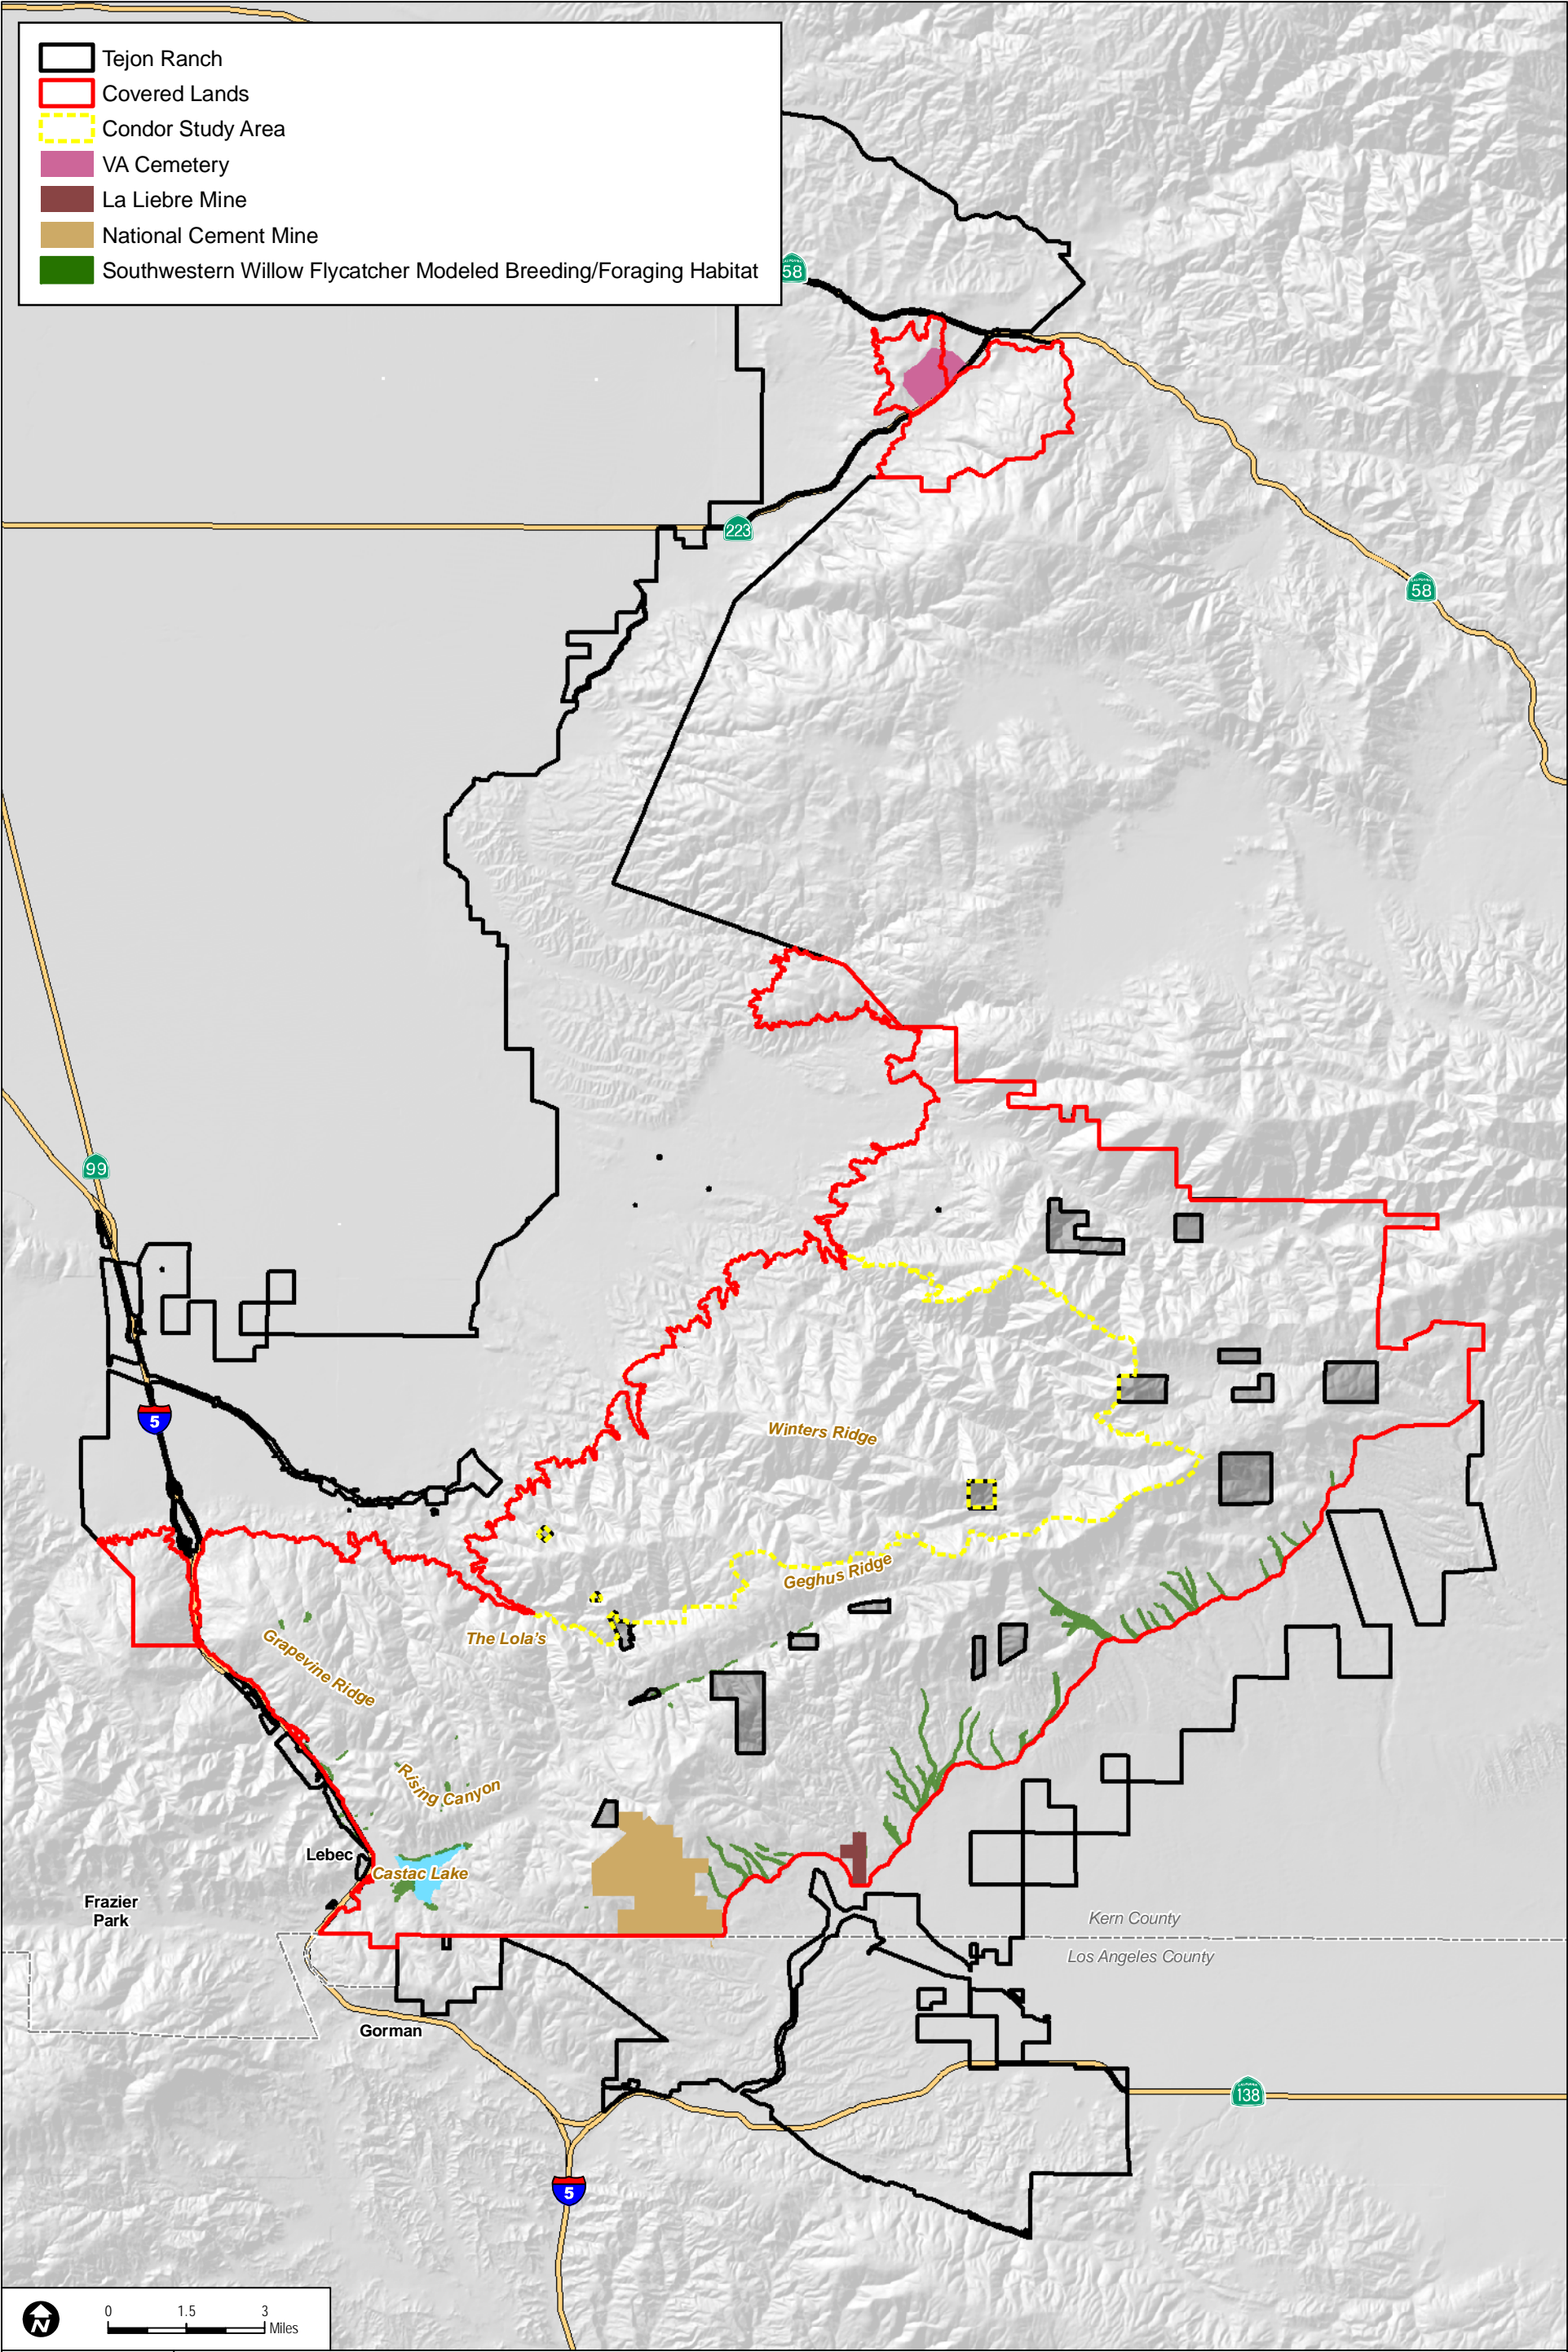 Tejon Ranch
Covered Lands
Condor Study Area
VA Cemetery
La Liebre Mine
National Cement Mine
Southwestern Willow Flycatcher Modeled Breeding/Foraging Habitat
58
223
58
99
5
Winters Ridge
Geghus Ridge
The Lola's
Grapevine Ridge
Rising Canyon
Lebec
Castac Lake
Frazier
Park
Kern County
Los Angeles County
Gorman
138
5
N
0 1.5 3
Miles